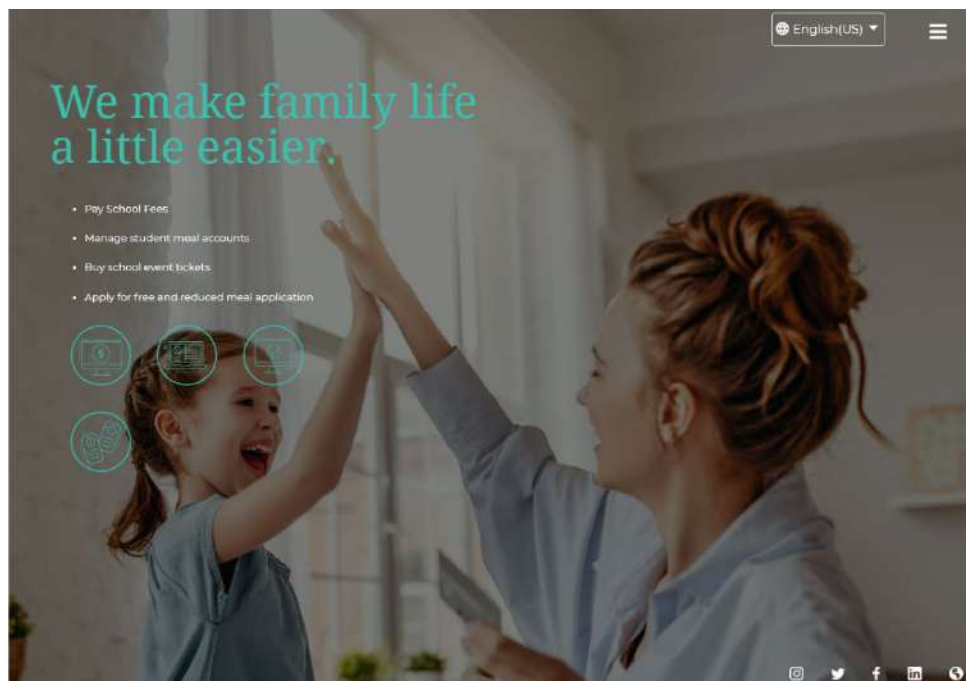 English(US)
We make family life
a little easier.
• Pay School Fees
• Manage student meal accounts
• Buy school event tickets
• Apply for free and reduced meal application